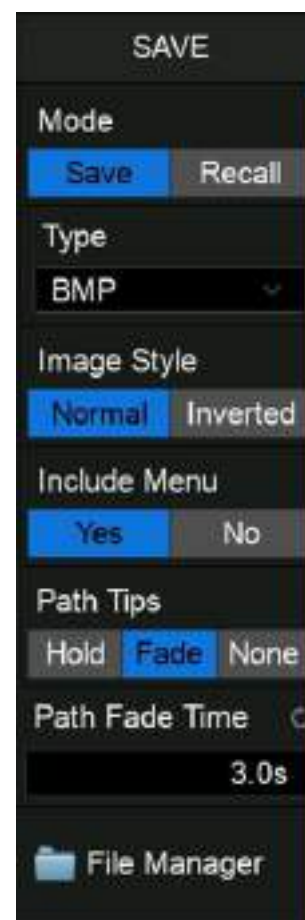 SAVE
Mode
Save Recall
Type
BMP
Image Style
Normal Inverted
Include Menu
Yes No
Path Tips
Hold Fade None
Path Fade Time
3.0s
File Manager